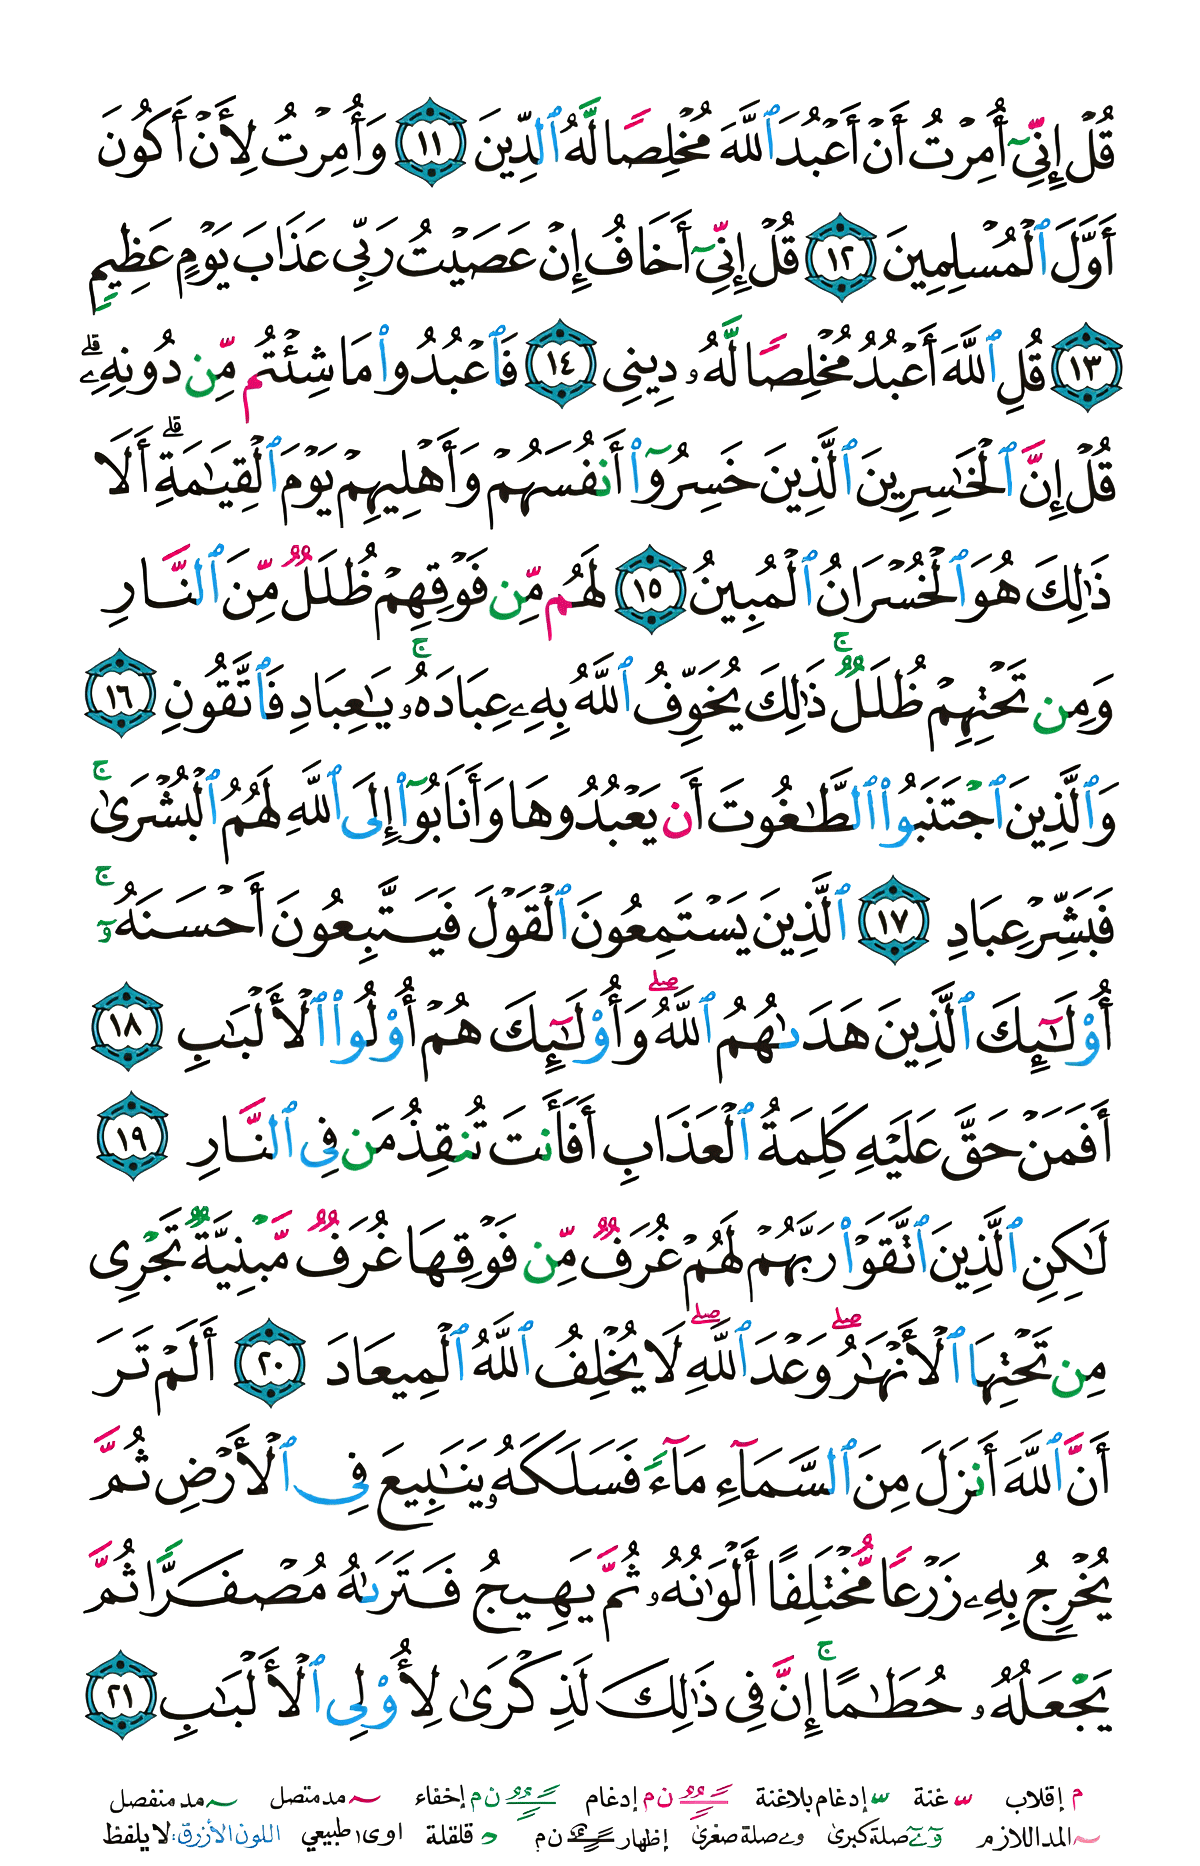 قُلْ إِنِّىٓ أُمِرْتُ أَنْ أَعْبُدَ ٱللَّهَ مُخْلِصًا لَّهُ ٱلدِّينَ ١١ وَأُمِرْتُ لِأَنْ أَكُونَ
أَوَّلَ ٱلْمُسْلِمِينَ ١٢ قُلْ إِنِّىٓ أَخَافُ إِنْ عَصَيْتُ رَبِّى عَذَابَ يَوْمٍ عَظِيمٍ
١٣ قُلِ ٱللَّهَ أَعْبُدُ مُخْلِصًا لَّهُۥ دِينِى ١٤ فَٱعْبُدُوا۟ مَا شِئْتُم مِّن دُونِهِۦ ۗ
قُلْ إِنَّ ٱلْخَـٰسِرِينَ ٱلَّذِينَ خَسِرُوٓا۟ أَنفُسَهُمْ وَأَهْلِيهِمْ يَوْمَ ٱلْقِيَـٰمَةِ ۗ أَلَا
ذَٰلِكَ هُوَ ٱلْخُسْرَانُ ٱلْمُبِينُ ١٥ لَهُم مِّن فَوْقِهِمْ ظُلَلٌ مِّنَ ٱلنَّارِ
وَمِن تَحْتِهِمْ ظُلَلٌ ۚ ذَٰلِكَ يُخَوِّفُ ٱللَّهُ بِهِۦ عِبَادَهُۥ ۚ يَـٰعِبَادِ فَٱتَّقُونِ ١٦
وَٱلَّذِينَ ٱجْتَنَبُوا۟ ٱلطَّـٰغُوتَ أَن يَعْبُدُوهَا وَأَنَابُوٓا۟ إِلَى ٱللَّهِ لَهُمُ ٱلْبُشْرَىٰ ۚ
فَبَشِّرْ عِبَادِ ١٧ ٱلَّذِينَ يَسْتَمِعُونَ ٱلْقَوْلَ فَيَتَّبِعُونَ أَحْسَنَهُۥٓ ۚ
أُو۟لَـٰٓئِكَ ٱلَّذِينَ هَدَىٰهُمُ ٱللَّهُ ۖ وَأُو۟لَـٰٓئِكَ هُمْ أُو۟لُوا۟ ٱلْأَلْبَـٰبِ ١٨
أَفَمَنْ حَقَّ عَلَيْهِ كَلِمَةُ ٱلْعَذَابِ أَفَأَنتَ تُنقِذُ مَن فِى ٱلنَّارِ ١٩
لَـٰكِنِ ٱلَّذِينَ ٱتَّقَوْا۟ رَبَّهُمْ لَهُمْ غُرَفٌ مِّن فَوْقِهَا غُرَفٌ مَّبْنِيَّةٌ تَجْرِى
مِن تَحْتِهَا ٱلْأَنْهَـٰرُ ۖ وَعْدَ ٱللَّهِ ۖ لَا يُخْلِفُ ٱللَّهُ ٱلْمِيعَادَ ٢٠ أَلَمْ تَرَ
أَنَّ ٱللَّهَ أَنزَلَ مِنَ ٱلسَّمَآءِ مَآءً فَسَلَكَهُۥ يَنَـٰبِيعَ فِى ٱلْأَرْضِ ثُمَّ
يُخْرِجُ بِهِۦ زَرْعًا مُّخْتَلِفًا أَلْوَٰنُهُۥ ثُمَّ يَهِيجُ فَتَرَىٰهُ مُصْفَرًّا ثُمَّ
يَجْعَلُهُۥ حُطَـٰمًا ۚ إِنَّ فِى ذَٰلِكَ لَذِكْرَىٰ لِأُو۟لِى ٱلْأَلْبَـٰبِ ٢١
م إقلاب غنة إدغام بلاغنة ن م إدغام ن م إخفاء مد متصل مد منفصل
المد اللازم صلة كبرى و ے صلة صغرى إظهار ن م قلقلة اوى طبيعي اللون الأزرق: لا يلفظ